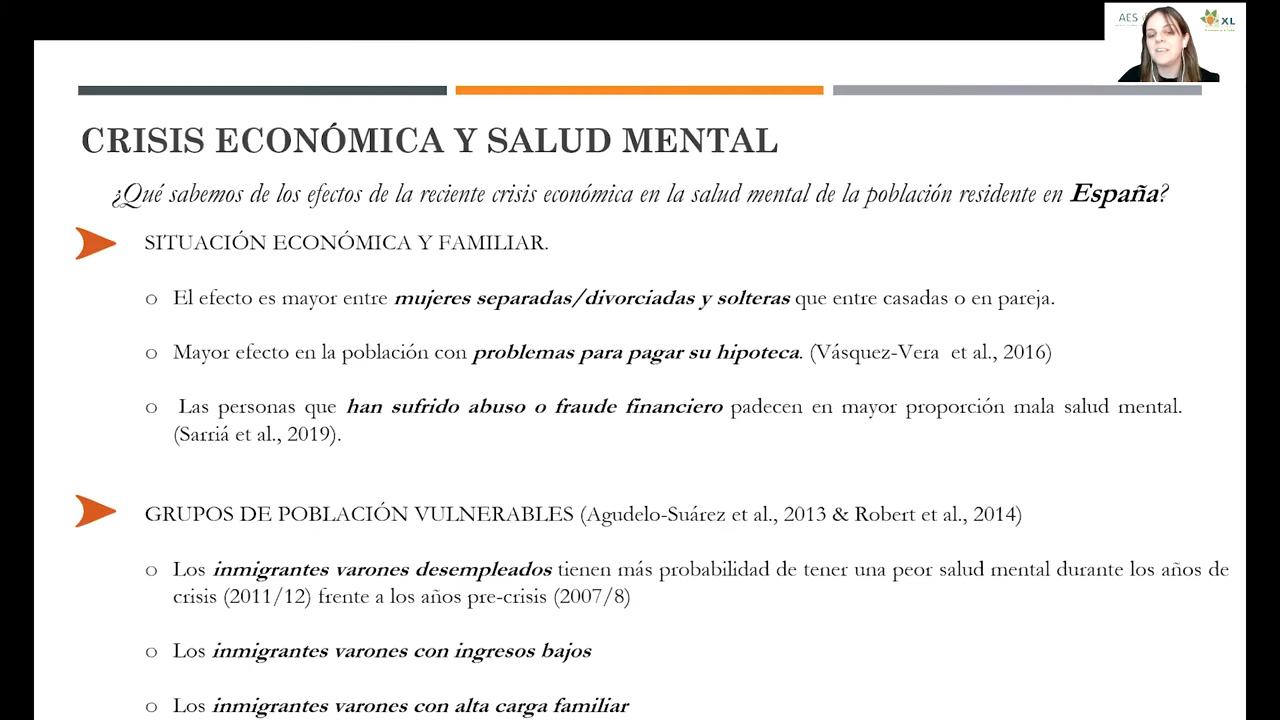 AES
XL
CRISIS ECONÓMICA Y SALUD MENTAL
¿Qué sabemos de los efectos de la reciente crisis económica en la salud mental de la población residente en España?
SITUACIÓN ECONÓMICA Y FAMILIAR.
o El efecto es mayor entre mujeres separadas/divorciadas y solteras que entre casadas o en pareja.
o Mayor efecto en la población con problemas para pagar su hipoteca. (Vásquez-Vera et al., 2016)
o Las personas que han sufrido abuso o fraude financiero padecen en mayor proporción mala salud mental.
(Sarriá et al., 2019).
GRUPOS DE POBLACIÓN VULNERABLES (Agudelo-Suárez et al., 2013 & Robert et al., 2014)
o Los inmigrantes varones desempleados tienen más probabilidad de tener una peor salud mental durante los años de
crisis (2011/12) frente a los años pre-crisis (2007/8)
o Los inmigrantes varones con ingresos bajos
o Los inmigrantes varones con alta carga familiar